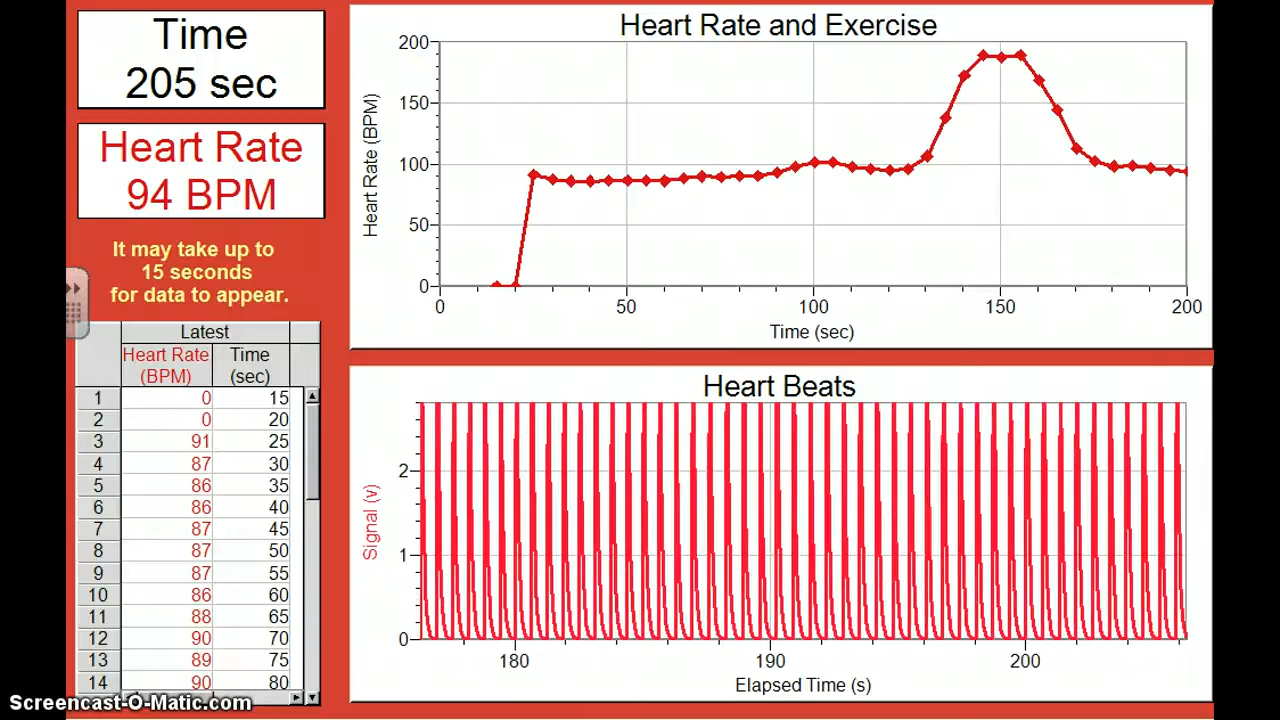 Time
205 sec
Heart Rate
94 BPM
It may take up to
15 seconds
for data to appear.
Latest
Heart Rate Time
(BPM) (sec)
1 0 15
2 0 20
3 91 25
4 87 30
5 86 35
6 86 40
7 87 45
8 87 50
9 87 55
10 86 60
11 88 65
12 90 70
13 89 75
14 90 80
Heart Rate and Exercise
Heart Rate (BPM)
200
150
100
50
0
0 50 100 150 200
Time (sec)
Heart Beats
Signal (v)
2
1
0
180 190 200
Elapsed Time (s)
Screencast-O-Matic.com